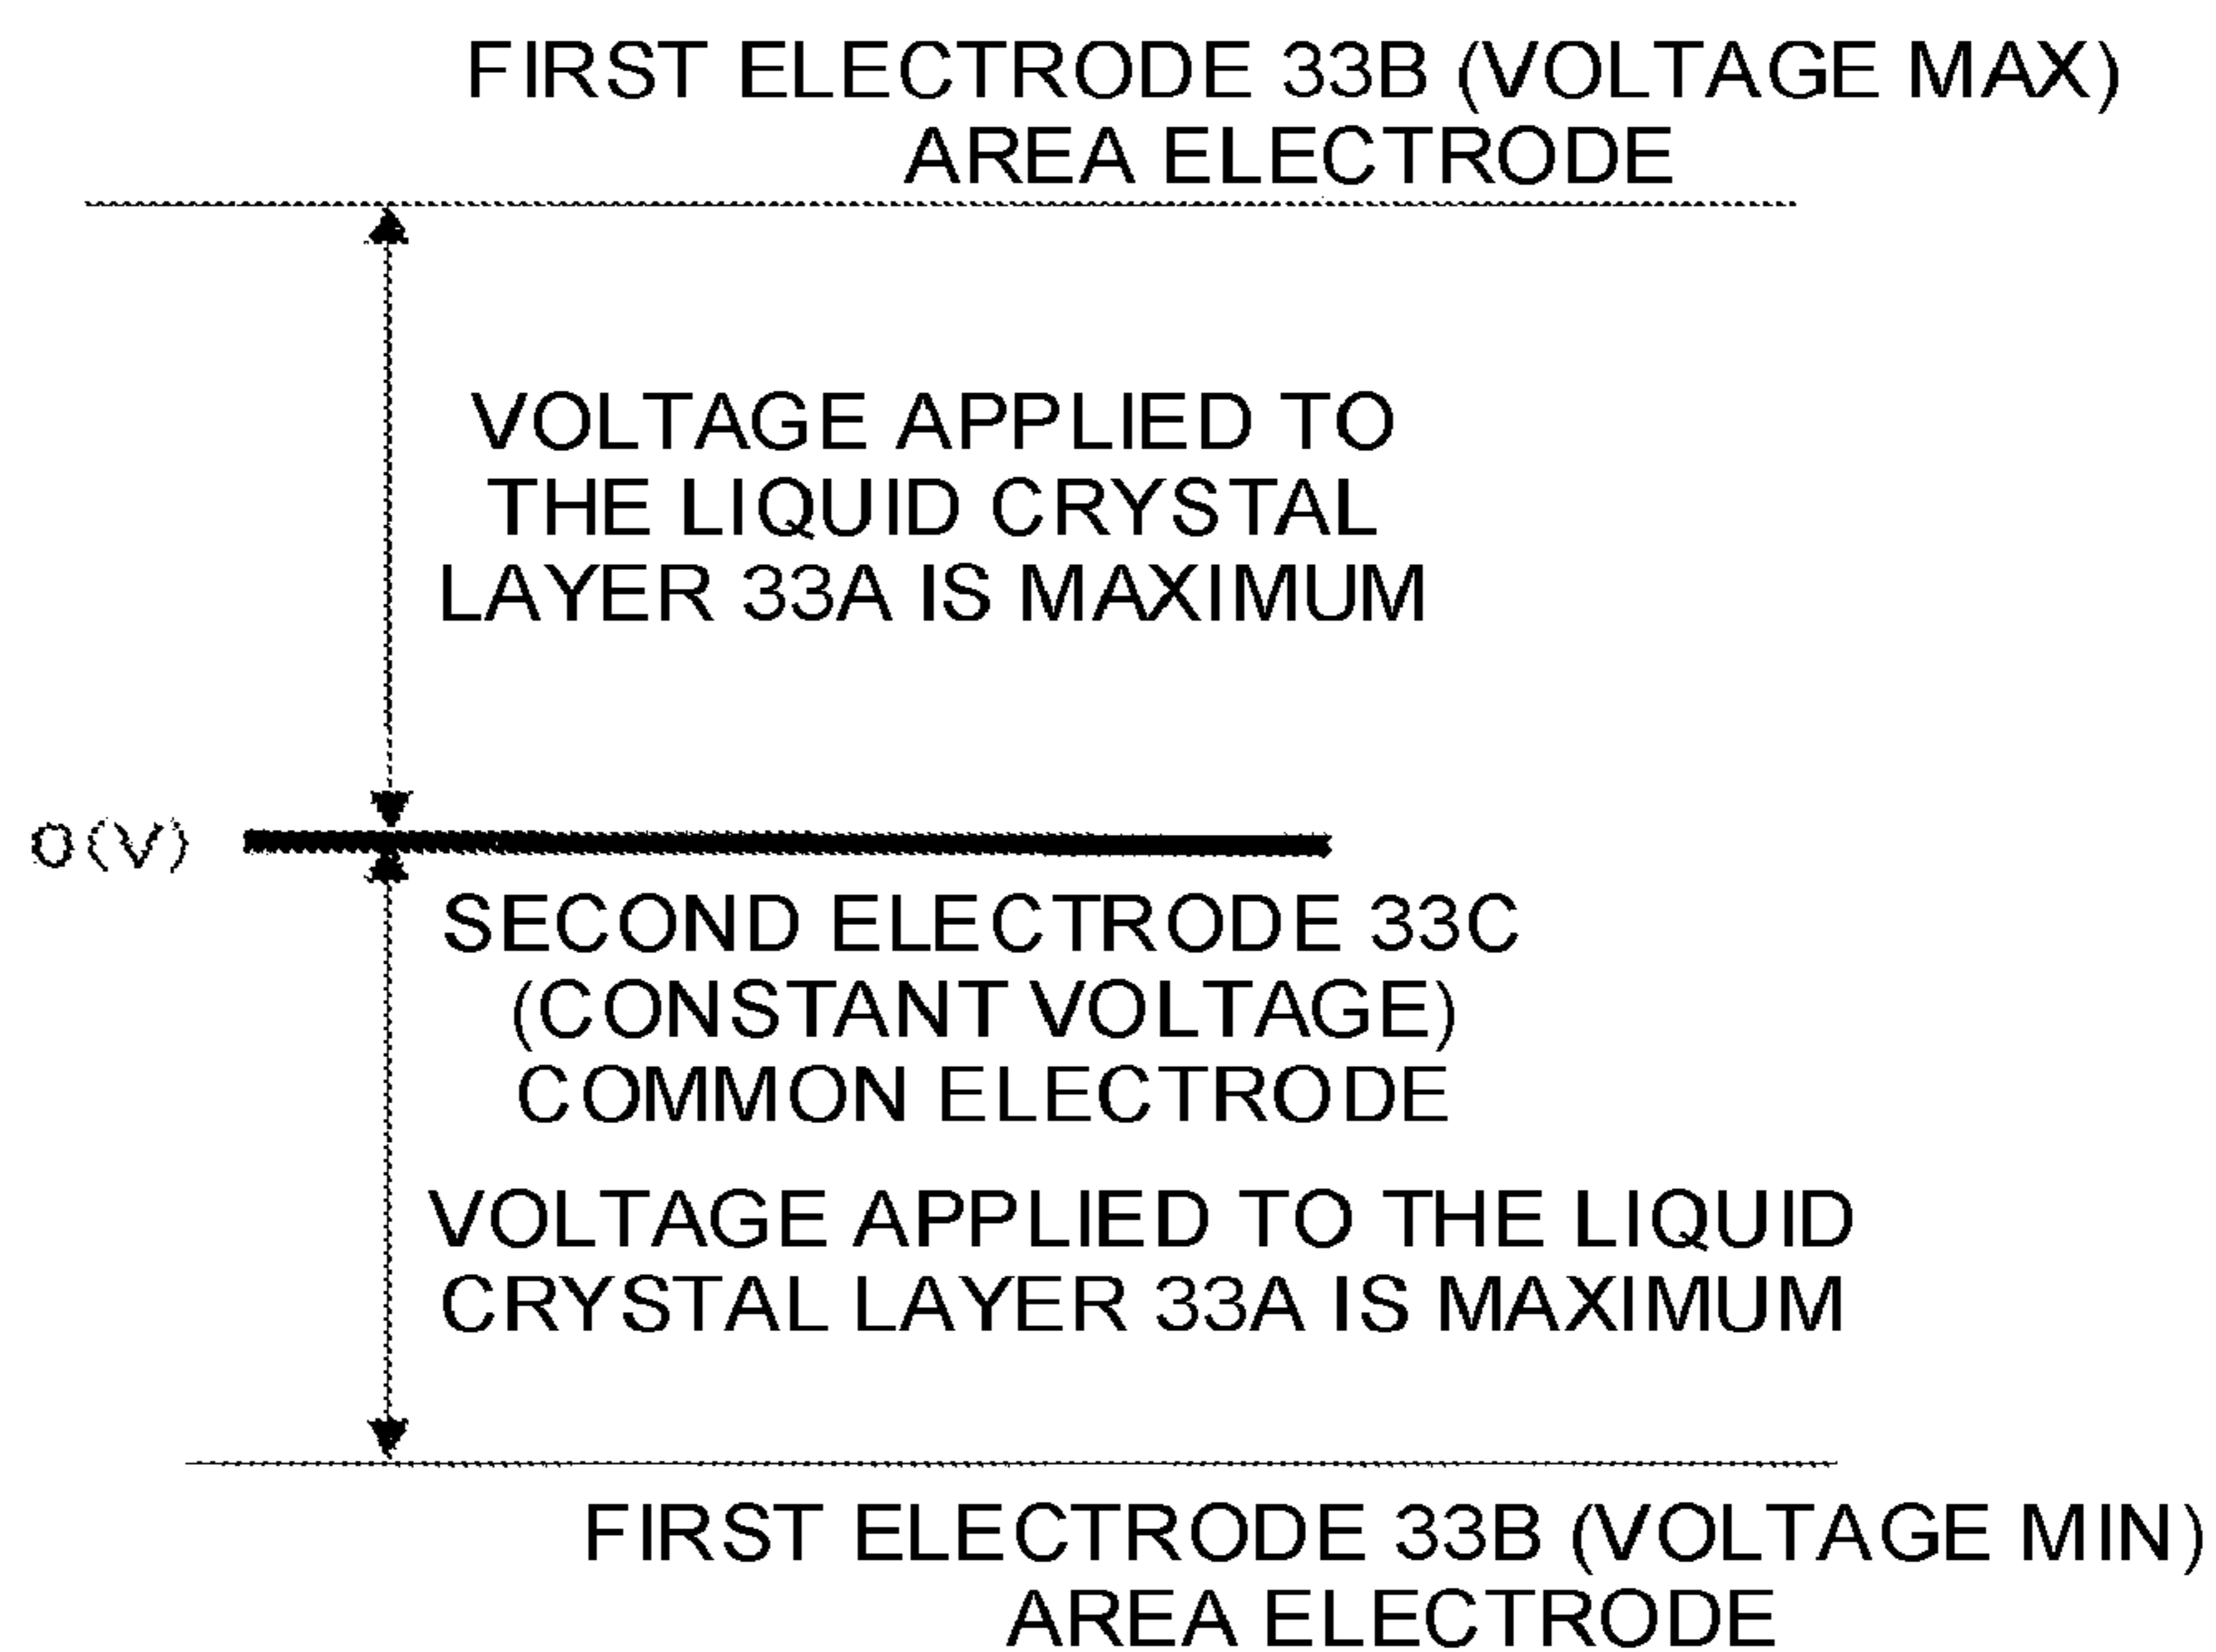 FIRST ELECTRODE 33B (VOLTAGE MAX)
AREA ELECTRODE
VOLTAGE APPLIED TO
THE LIQUID CRYSTAL
LAYER 33A IS MAXIMUM
0(V)
SECOND ELECTRODE 33C
(CONSTANT VOLTAGE)
COMMON ELECTRODE
VOLTAGE APPLIED TO THE LIQUID
CRYSTAL LAYER 33A IS MAXIMUM
FIRST ELECTRODE 33B (VOLTAGE MIN)
AREA ELECTRODE